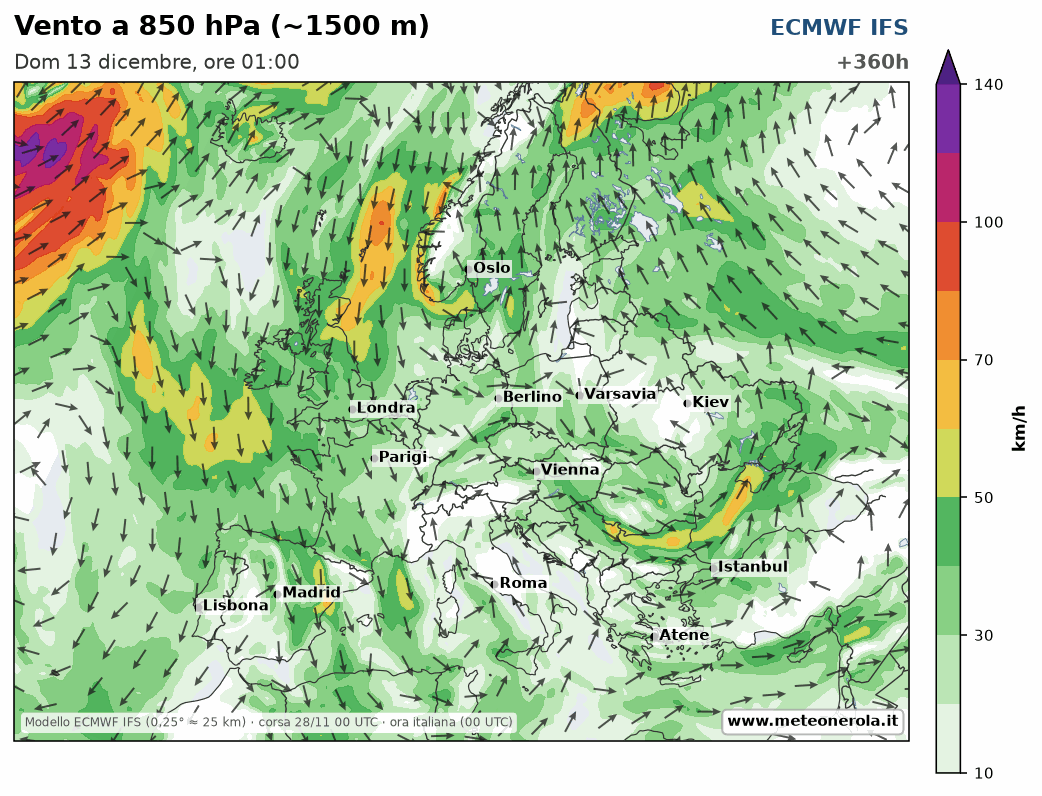 Vento a 850 hPa (~1500 m)
ECMWF IFS
Dom 13 dicembre, ore 01:00
+360h
140
100
70
50
30
10
km/h
Oslo
Londra
Berlino
Varsavia
Kiev
Parigi
Vienna
Istanbul
Roma
Madrid
Lisbona
Atene
Modello ECMWF IFS (0,25° ≈ 25 km) · corsa 28/11 00 UTC · ora italiana (00 UTC)
www.meteonerola.it